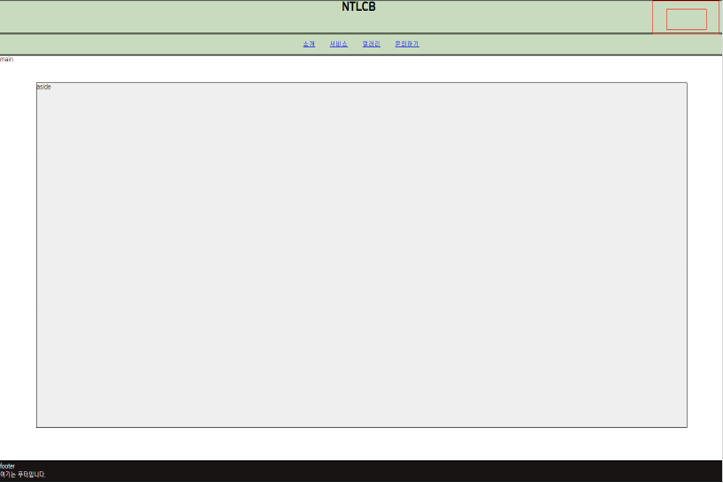 NTLCB
소개 서비스 갤러리 문의하기
main
aside
footer
여기는 푸터입니다.